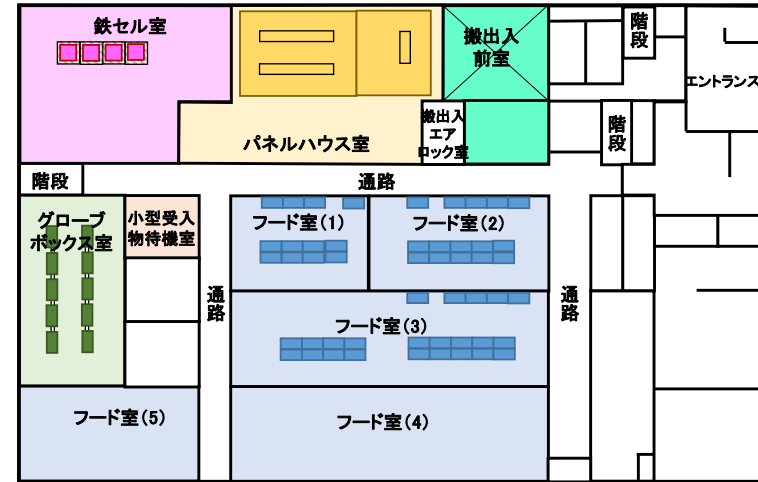 鉄セル室
搬出入
前室
階段
エントランス
パネルハウス室
搬出入
エア
ロック室
階段
階段
通路
グローブ
ボックス室
小型受入
物待機室
フード室(1)
フード室(2)
通路
通路
フード室(3)
フード室(5)
フード室(4)